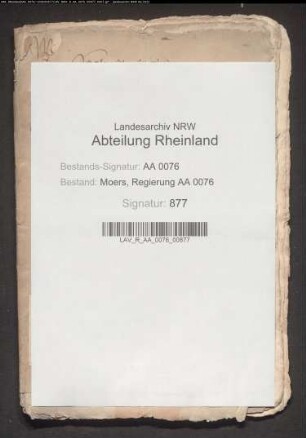 Landesarchiv NRW
Abteilung Rheinland
Bestands-Signatur: AA 0076
Bestand: Moers, Regierung AA 0076
Signatur: 877
LAV_R_AA_0076_00877